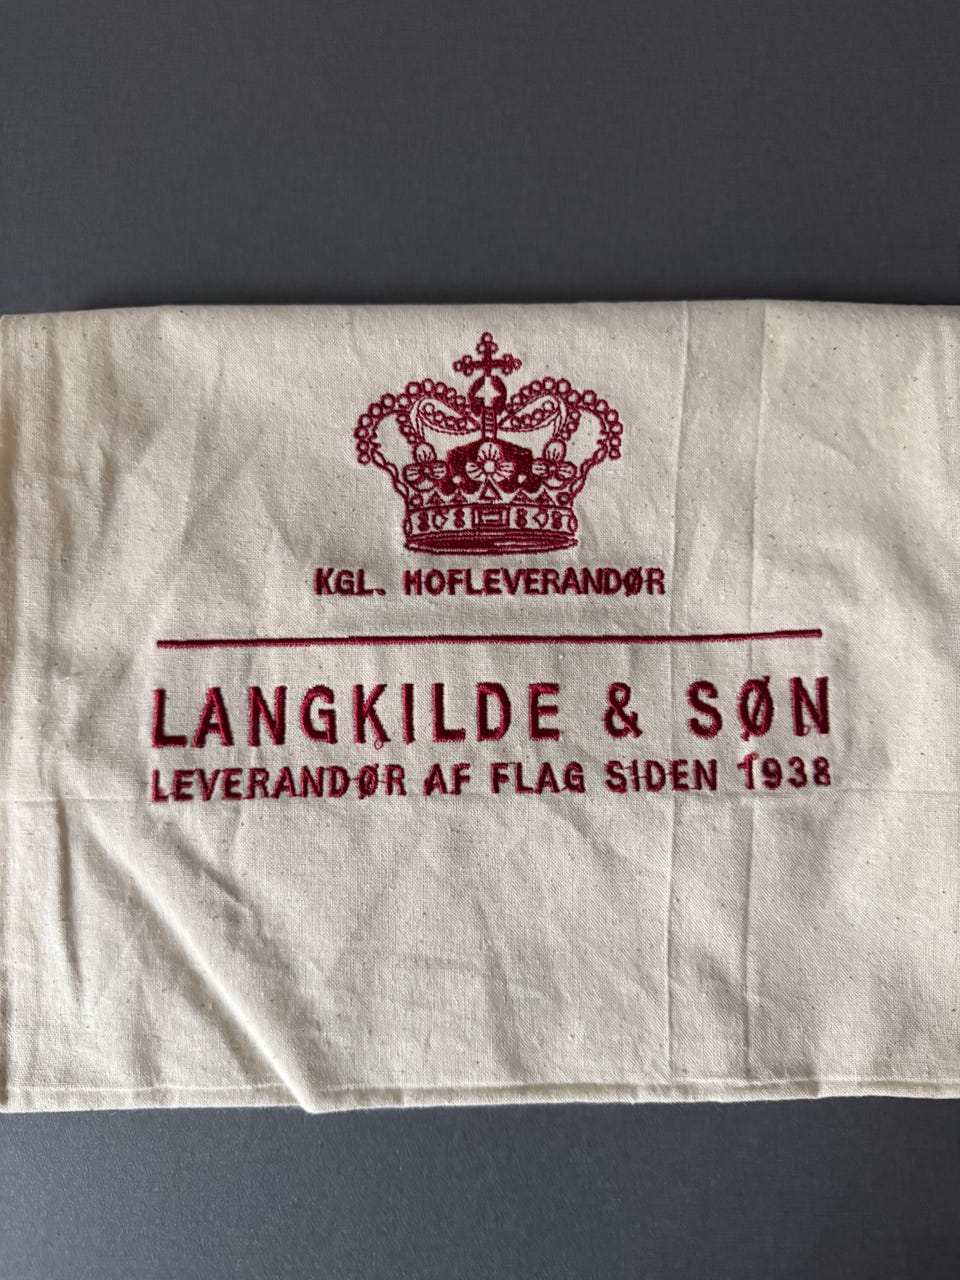 KGL. HOFLEVERANDØR
LANGKILDE & SØN
LEVERANDØR AF FLAG SIDEN 1938